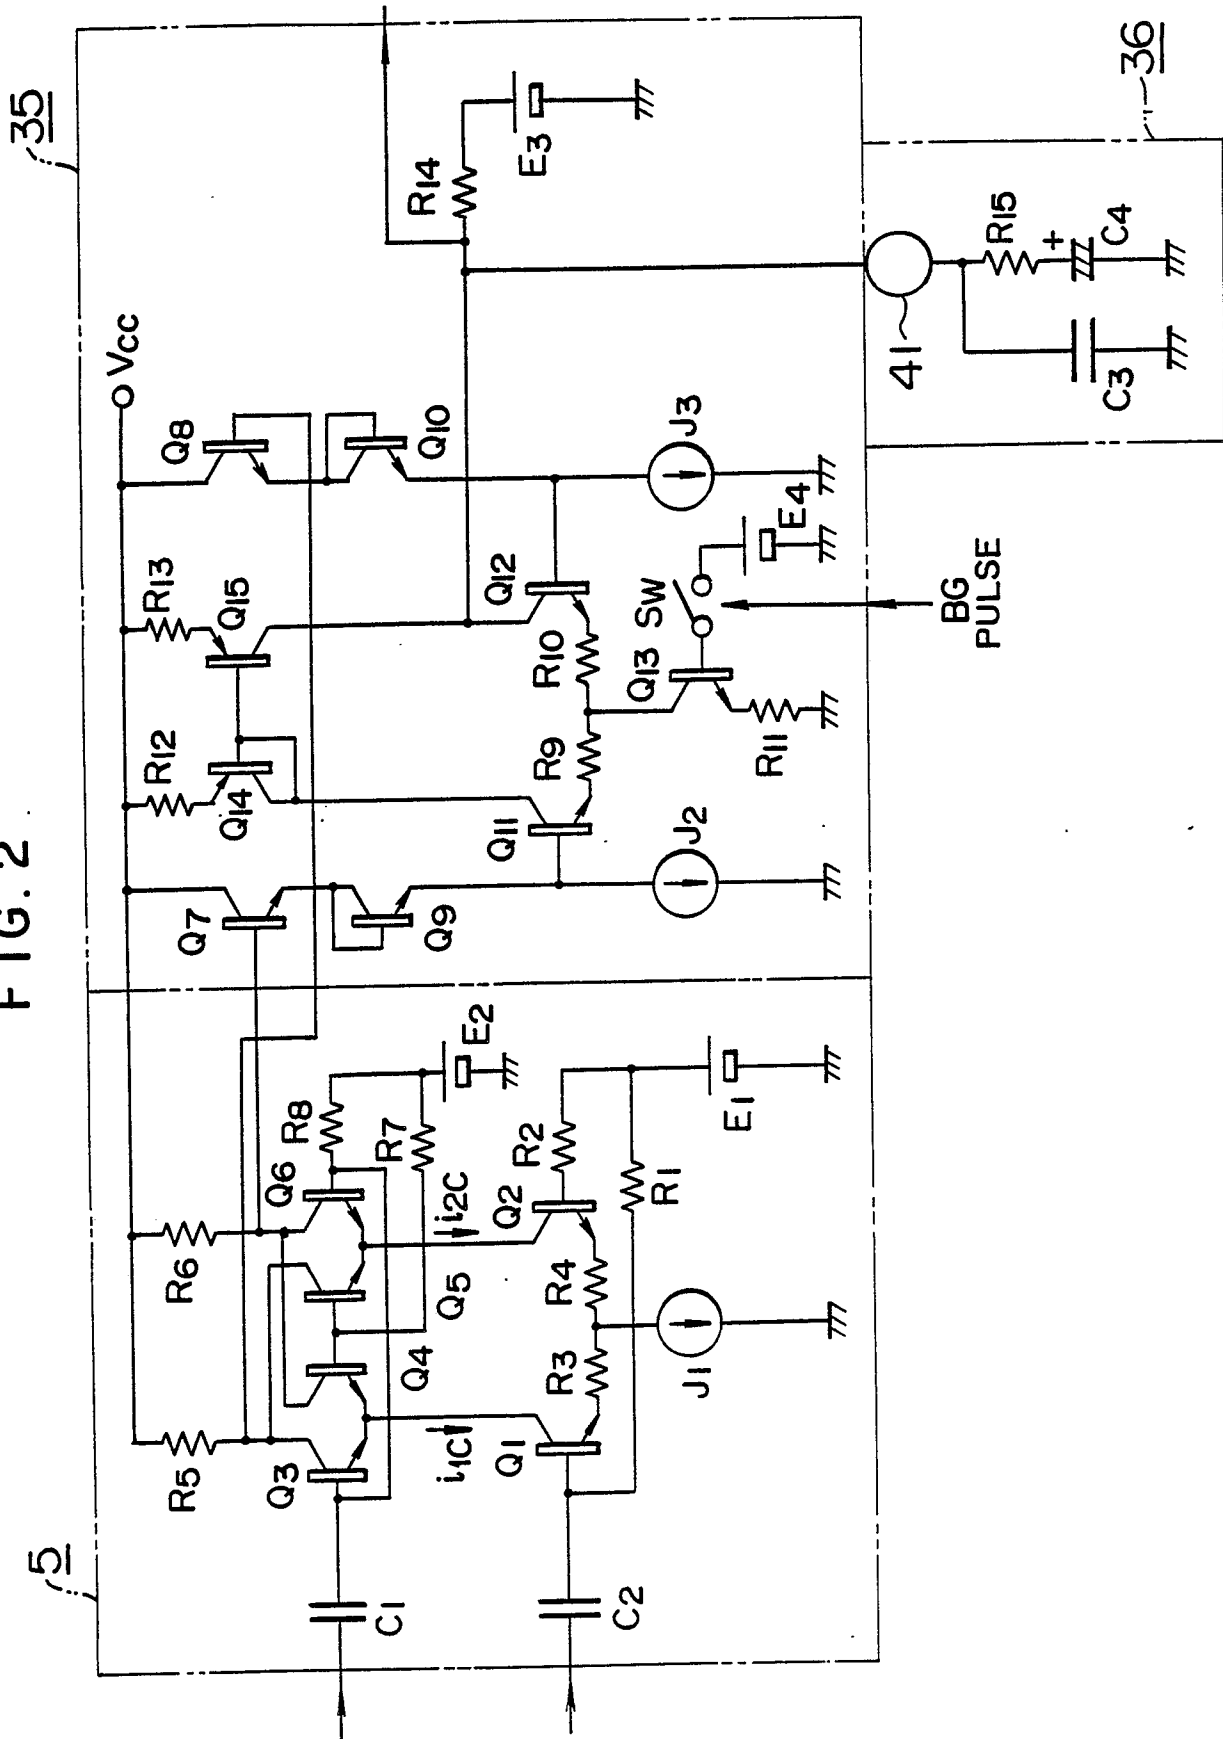 FIG. 2
35
36
5
Vcc
R5
R6
Q3
Q4
Q5
Q6
R8
R7
E2
i1C
i2C
Q1
Q2
R3
R4
R2
R1
E1
J1
C1
C2
Q7
Q9
Q8
Q10
R12
R13
Q14
Q15
Q11
Q12
R9
R10
Q13
R11
SW
E4
J2
J3
BG
PULSE
R14
E3
41
R15
+
C4
C3